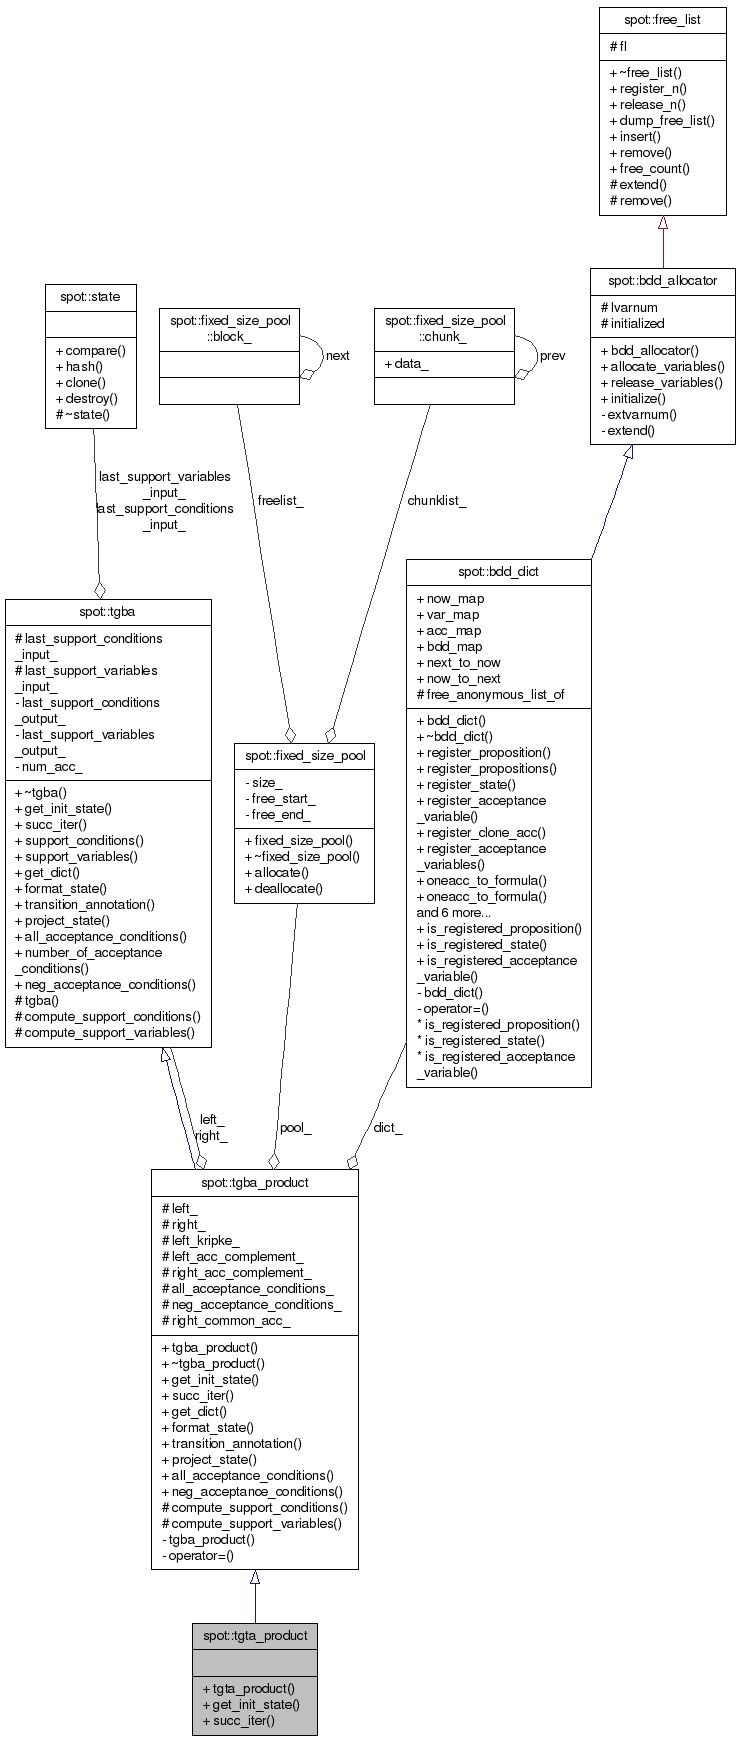 spot::free_list
# fl
+ ~free_list()
+ register_n()
+ release_n()
+ dump_free_list()
+ insert()
+ remove()
+ free_count()
# extend()
# remove()
spot::bdd_allocator
# lvarnum
# initialized
+ bdd_allocator()
+ allocate_variables()
+ release_variables()
+ initialize()
- extvarnum()
- extend()
spot::state
+ compare()
+ hash()
+ clone()
+ destroy()
# ~state()
spot::fixed_size_pool
::block_
next
spot::fixed_size_pool
::chunk_
+ data_
prev
last_support_variables
_input_
last_support_conditions
_input_
freelist_
chunklist_
spot::bdd_dict
+ now_map
+ var_map
+ acc_map
+ bdd_map
+ next_to_now
+ now_to_next
# free_anonymous_list_of
+ bdd_dict()
+ ~bdd_dict()
+ register_proposition()
+ register_propositions()
+ register_state()
+ register_acceptance
_variable()
+ register_clone_acc()
+ register_acceptance
_variables()
+ oneacc_to_formula()
+ oneacc_to_formula()
and 6 more...
+ is_registered_proposition()
+ is_registered_state()
+ is_registered_acceptance
_variable()
- bdd_dict()
- operator=()
* is_registered_proposition()
* is_registered_state()
* is_registered_acceptance
_variable()
spot::tgba
# last_support_conditions
_input_
# last_support_variables
_input_
- last_support_conditions
_output_
- last_support_variables
_output_
- num_acc_
+ ~tgba()
+ get_init_state()
+ succ_iter()
+ support_conditions()
+ support_variables()
+ get_dict()
+ format_state()
+ transition_annotation()
+ project_state()
+ all_acceptance_conditions()
+ number_of_acceptance
_conditions()
+ neg_acceptance_conditions()
# tgba()
# compute_support_conditions()
# compute_support_variables()
spot::fixed_size_pool
- size_
- free_start_
- free_end_
+ fixed_size_pool()
+ ~fixed_size_pool()
+ allocate()
+ deallocate()
left_
right_
pool_
dict_
spot::tgba_product
# left_
# right_
# left_kripke_
# left_acc_complement_
# right_acc_complement_
# all_acceptance_conditions_
# neg_acceptance_conditions_
# right_common_acc_
+ tgba_product()
+ ~tgba_product()
+ get_init_state()
+ succ_iter()
+ get_dict()
+ format_state()
+ transition_annotation()
+ project_state()
+ all_acceptance_conditions()
+ neg_acceptance_conditions()
# compute_support_conditions()
# compute_support_variables()
- tgba_product()
- operator=()
spot::tgta_product
+ tgta_product()
+ get_init_state()
+ succ_iter()